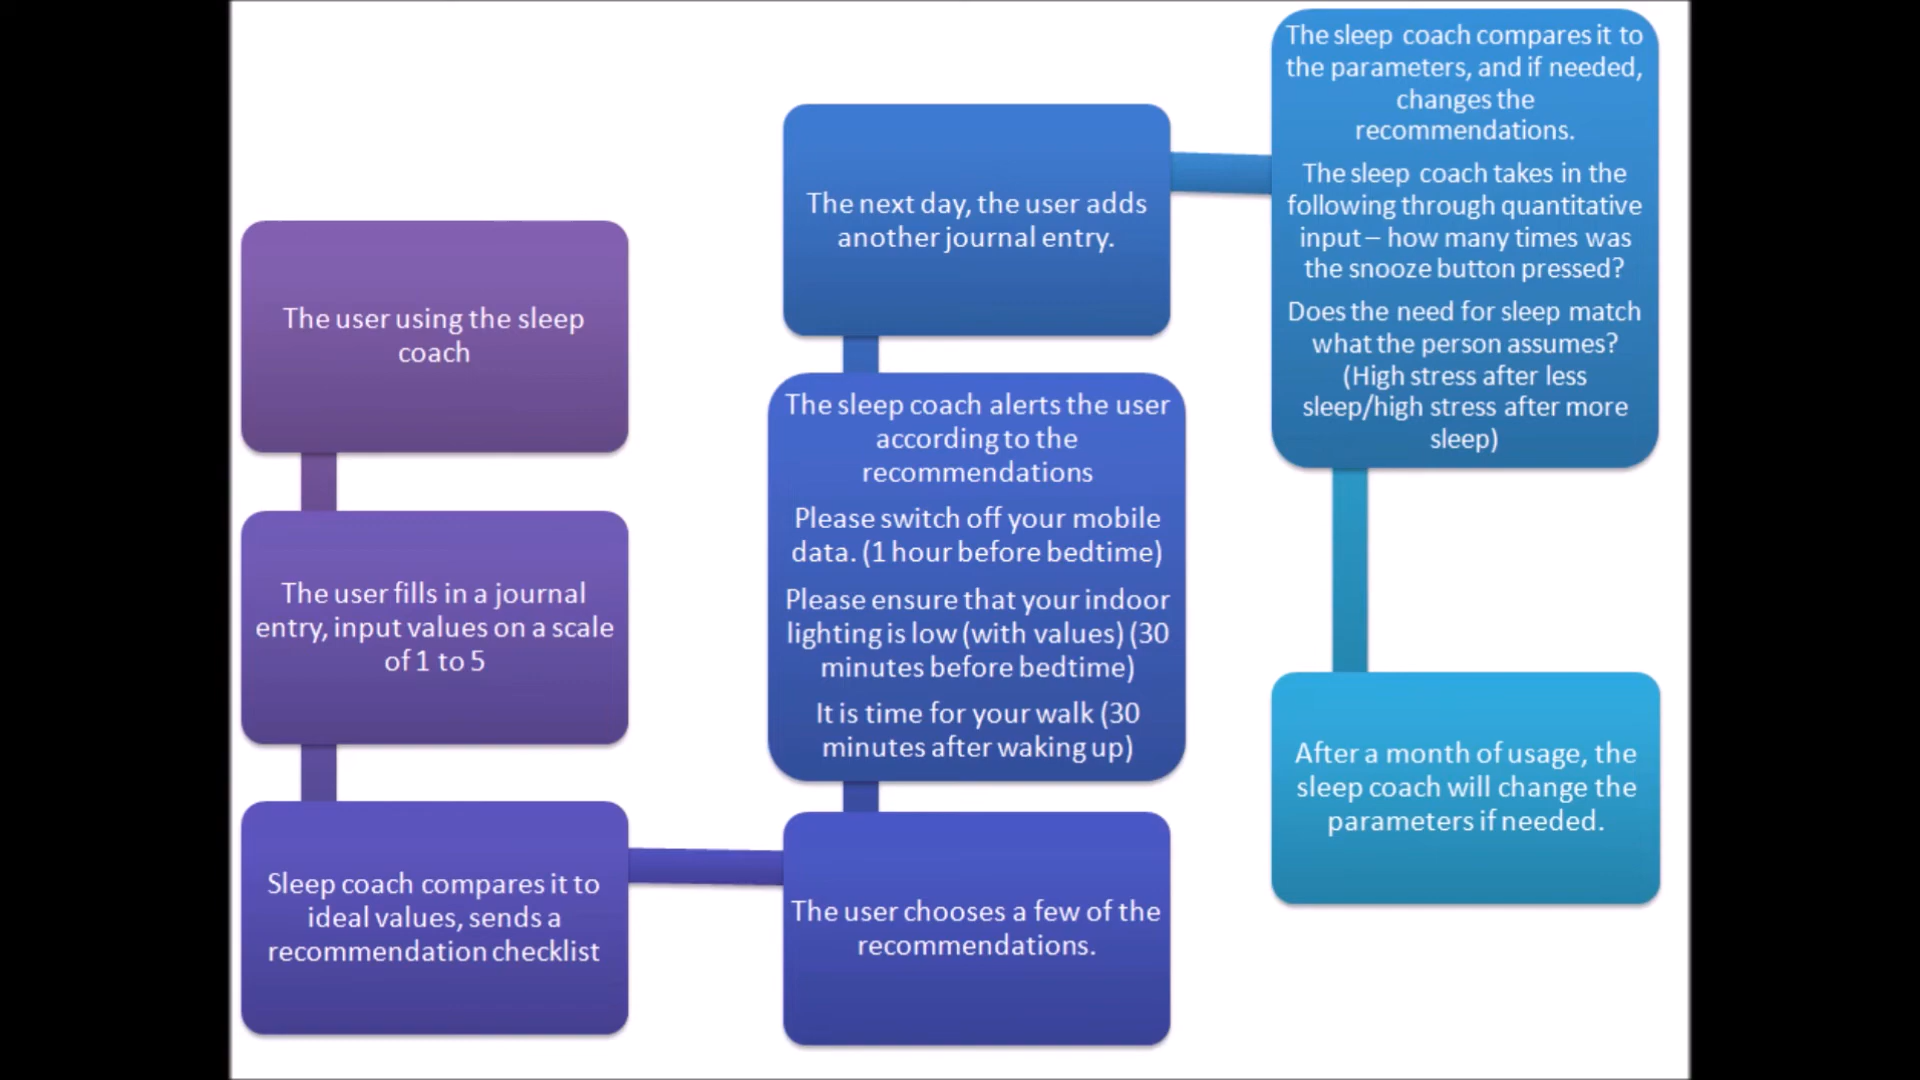 The user using the sleep
coach
The user fills in a journal
entry, input values on a scale
of 1 to 5
Sleep coach compares it to
ideal values, sends a
recommendation checklist
The user chooses a few of the
recommendations.
The sleep coach alerts the user
according to the
recommendations
Please switch off your mobile
data. (1 hour before bedtime)
Please ensure that your indoor
lighting is low (with values) (30
minutes before bedtime)
It is time for your walk (30
minutes after waking up)
The next day, the user adds
another journal entry.
The sleep coach compares it to
the parameters, and if needed,
changes the
recommendations.
The sleep coach takes in the
following through quantitative
input – how many times was
the snooze button pressed?
Does the need for sleep match
what the person assumes?
(High stress after less
sleep/high stress after more
sleep)
After a month of usage, the
sleep coach will change the
parameters if needed.